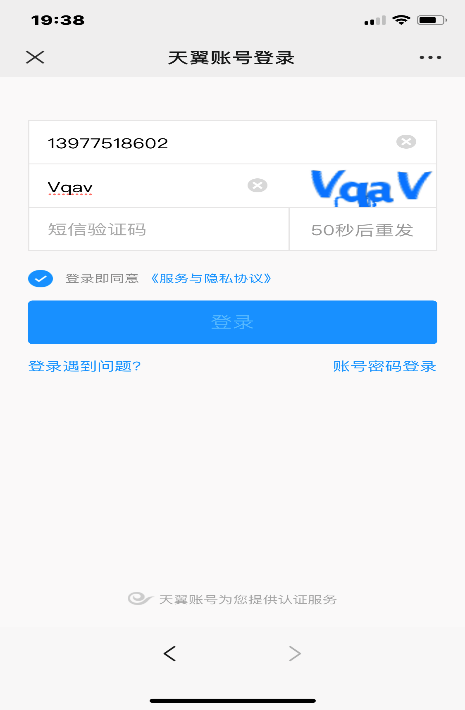 19:38
天翼账号登录
13977518602
Vqav
VqaV
短信验证码
50秒后重发
登录即同意 《服务与隐私协议》
登录
登录遇到问题?
账号密码登录
天翼账号为您提供认证服务